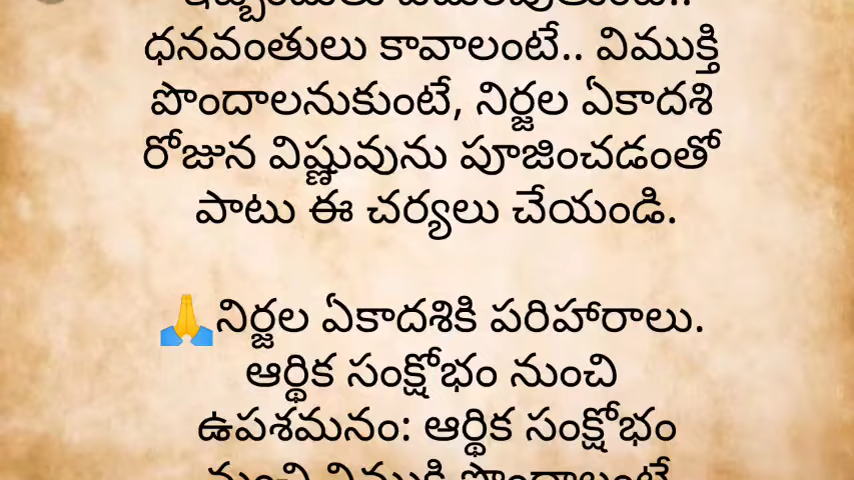 ధనవంతులు కావాలంటే.. విముక్తి
పొందాలనుకుంటే, నిర్జల ఏకాదశి
రోజున విష్ణువును పూజించడంతో
పాటు ఈ చర్యలు చేయండి.
🙏నిర్జల ఏకాదశికి పరిహారాలు.
ఆర్థిక సంక్షోభం నుంచి
ఉపశమనం: ఆర్థిక సంక్షోభం
నుంచి విముక్తి పొందాలంటే